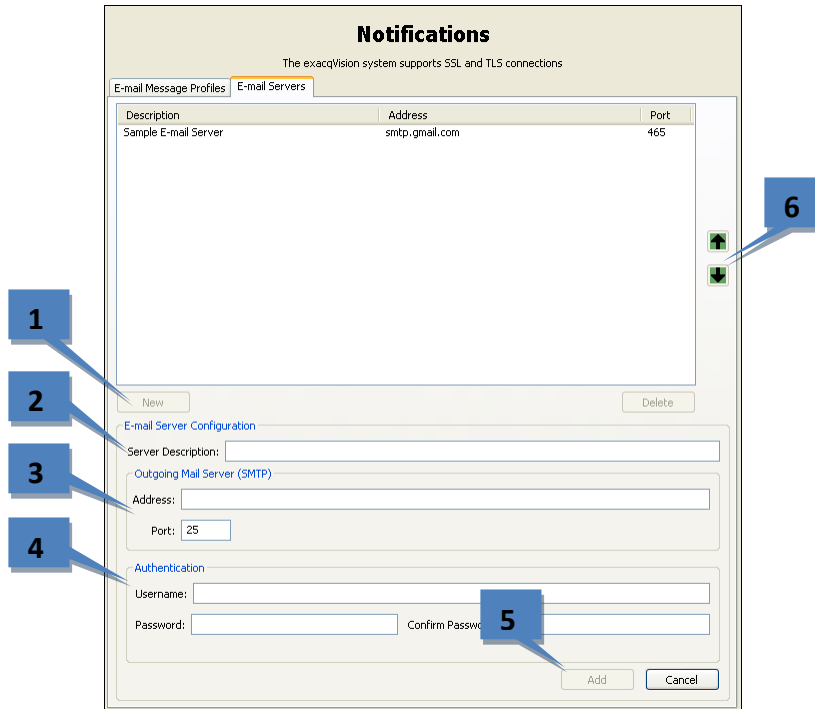 Notifications
The exacqVision system supports SSL and TLS connections
E-mail Message Profiles E-mail Servers
Description Address Port
Sample E-mail Server smtp.gmail.com 465
6
1
New Delete
2
E-mail Server Configuration
Server Description:
3
Outgoing Mail Server (SMTP)
Address:
Port: 25
4
Authentication
Username:
5
Password: Confirm Passw
Add Cancel